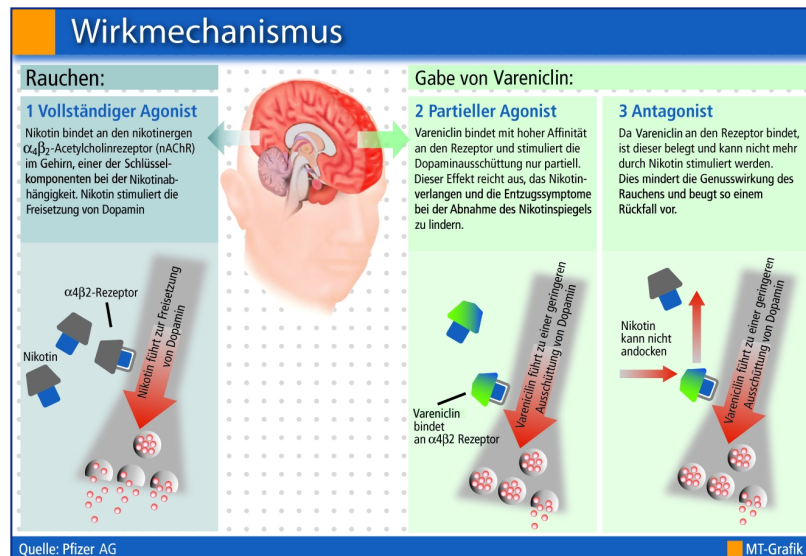 Wirkmechanismus
Rauchen:
1 Vollständiger Agonist
Nikotin bindet an den nikotinergen
α₄β₂-Acetylcholinrezeptor (nAChR)
im Gehirn, einer der Schlüssel-
komponenten bei der Nikotinab-
hängigkeit. Nikotin stimuliert die
Freisetzung von Dopamin
α4β2-Rezeptor
Nikotin
Nikotin führt zur Freisetzung
von Dopamin
Gabe von Vareniclin:
2 Partieller Agonist
Vareniclin bindet mit hoher Affinität
an den Rezeptor und stimuliert die
Dopaminausschüttung nur partiell.
Dieser Effekt reicht aus, das Nikotin-
verlangen und die Entzugssymptome
bei der Abnahme des Nikotinspiegels
zu lindern.
Vareniclin
bindet
an α4β2 Rezeptor
Varenicilin führt zu einer geringeren
Ausschüttung von Dopamin
3 Antagonist
Da Vareniclin an den Rezeptor bindet,
ist dieser belegt und kann nicht mehr
durch Nikotin stimuliert werden.
Dies mindert die Genusswirkung des
Rauchens und beugt so einem
Rückfall vor.
Nikotin
kann nicht
andocken
Varenicilin führt zu einer geringeren
Ausschüttung von Dopamin
Quelle: Pfizer AG
MT-Grafik